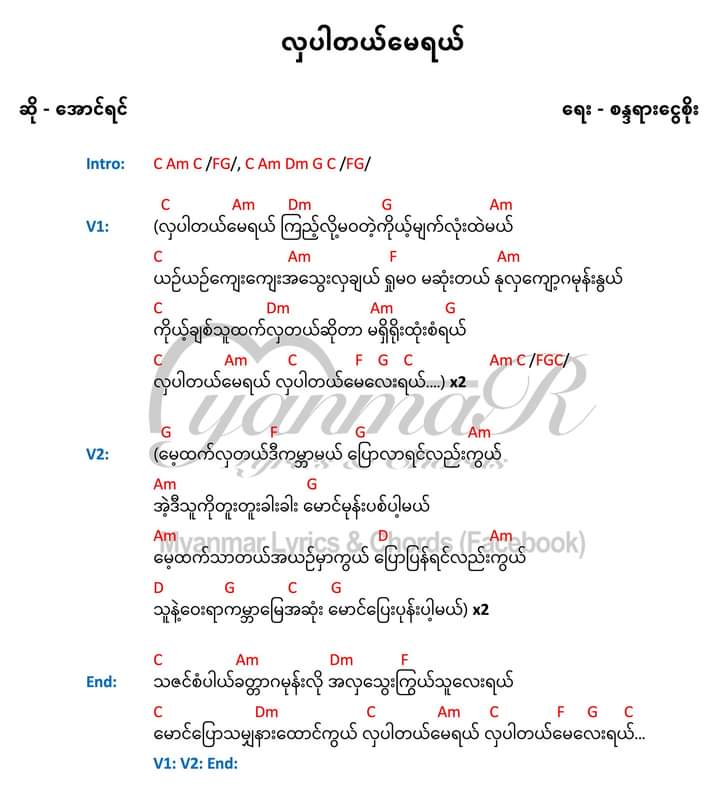 လှပါတယ်မေရယ်
ဆို - အောင်ရင်
ရေး - စန္ဒရားငွေစိုး
Intro: C Am C /FG/, C Am Dm G C /FG/
C Am Dm G Am
V1: (လှပါတယ်မေရယ် ကြည့်လို့မဝတဲ့ကိုယ့်မျက်လုံးထဲမယ်
C Am F Am
ယဉ်ယဉ်ကျေးကျေးအသွေးလှချယ် ရှုမဝ မဆုံးတယ် နုလှကျော့ဂမုန်းနွယ်
C Dm Am G
ကိုယ့်ချစ်သူထက်လှတယ်ဆိုတာ မရှိရိုးထုံးစံရယ်
C Am C F G C Am C /FGC/
လှပါတယ်မေရယ် လှပါတယ်မေလေးရယ်....) x2
G F G Am
V2: (မေ့ထက်လှတယ်ဒီကမ္ဘာမယ် ပြောလာရင်လည်းကွယ်
Am G
အဲ့ဒီသူကိုတူးတူးခါးခါး မောင်မုန်းပစ်ပါ့မယ်
Am D Am
မေ့ထက်သာတယ်အယဉ်မှာကွယ် ပြောပြန်ရင်လည်းကွယ်
D G C G
သူနဲ့ဝေးရာကမ္ဘာမြေအဆုံး မောင်ပြေးပုန်းပါ့မယ်) x2
C Am Dm F
End: သဇင်စံပါယ်ခတ္တာဂမုန်းလို အလှသွေးကြွယ်သူလေးရယ်
C Dm C Am C F G C
မောင်ပြောသမျှနားထောင်ကွယ် လှပါတယ်မေရယ် လှပါတယ်မေလေးရယ်...
V1: V2: End:
MyanmaR
Lyrics & Chords
Myanmar Lyrics & Chords (Facebook)